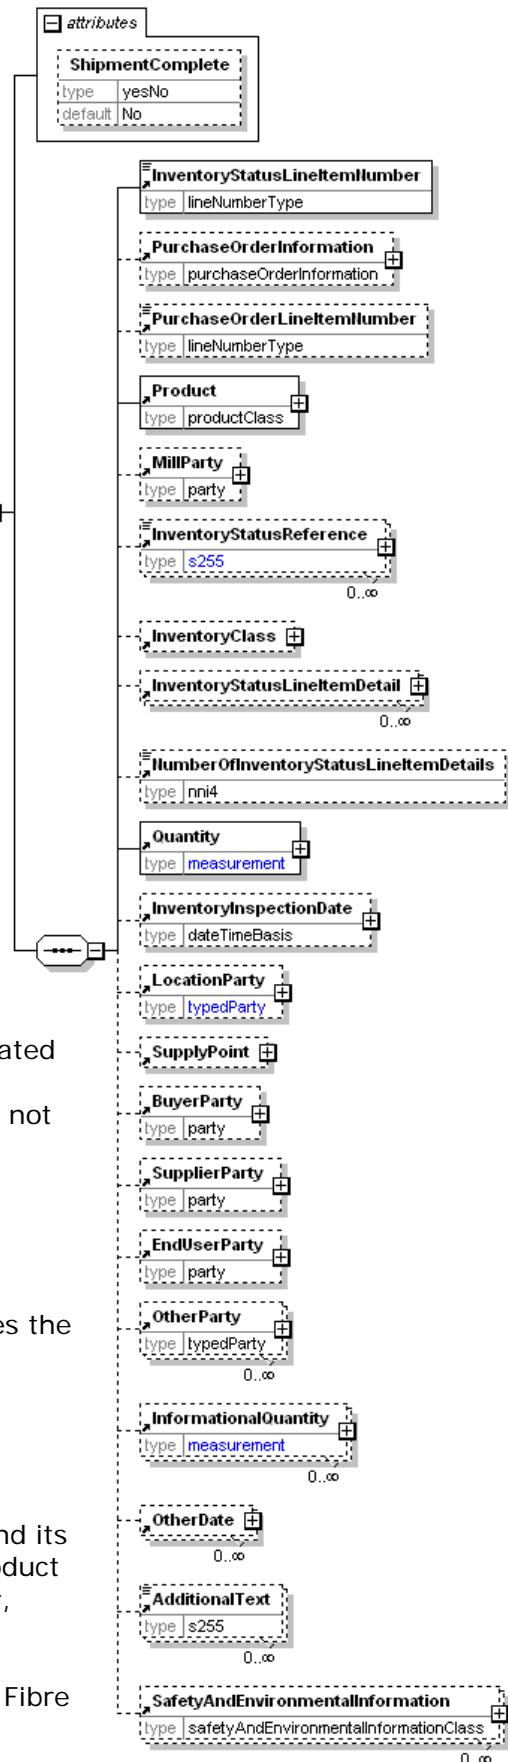 attributes
ShipmentComplete
type yesNo
default No
InventoryStatusLineItemNumber
type lineNumberType
PurchaseOrderInformation
type purchaseOrderInformation
PurchaseOrderLineItemNumber
type lineNumberType
Product
type productClass
MillParty
type party
InventoryStatusReference
type s255
0..∞
InventoryClass
InventoryStatusLineItemDetail
0..∞
NumberOfInventoryStatusLineItemDetails
type nni4
Quantity
type measurement
InventoryInspectionDate
type dateTimeBasis
LocationParty
type typedParty
ated
SupplyPoint
not
BuyerParty
type party
SupplierParty
type party
EndUserParty
type party
es the
OtherParty
type typedParty
0..∞
InformationalQuantity
type measurement
0..∞
OtherDate
0..∞
nd its
oduct
AdditionalText
type s255
0..∞
Fibre
SafetyAndEnvironmentalInformation
type safetyAndEnvironmentalInformationClass
0..∞